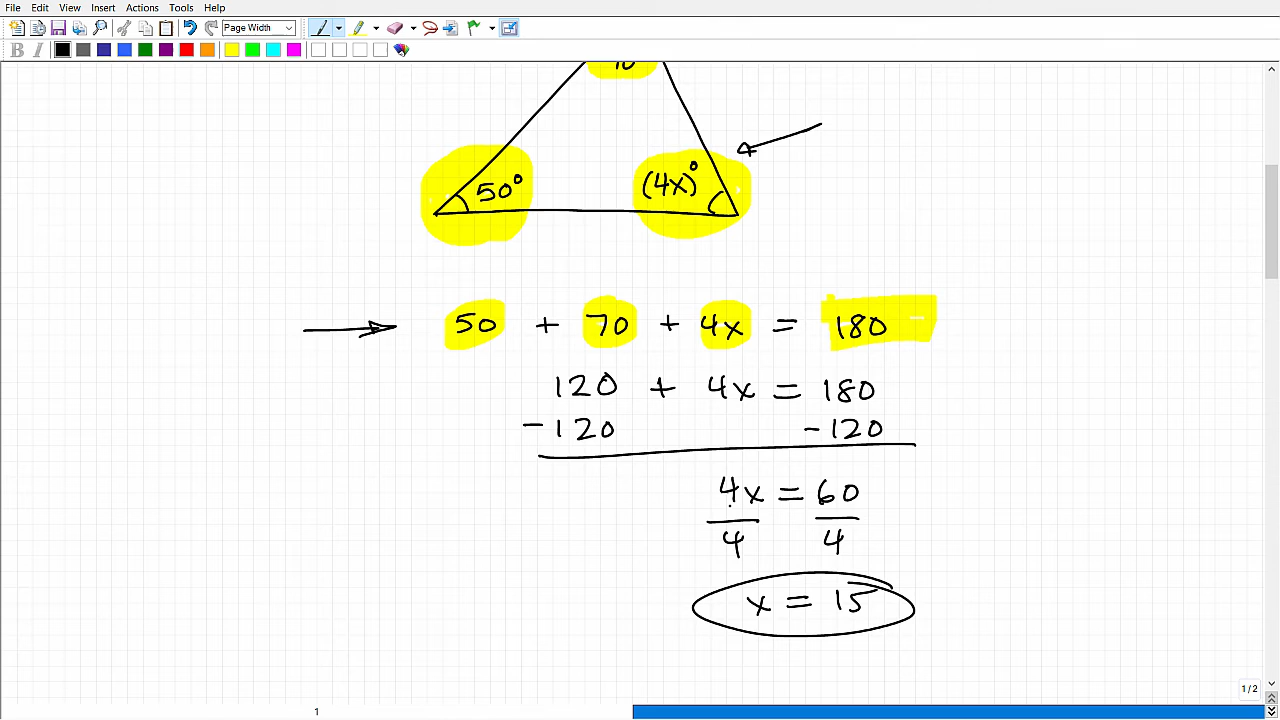 File Edit View Insert Actions Tools Help
Page Width
B I
50° (4x)°
50 + 70 + 4x = 180
120 + 4x = 180
-120 -120
4x = 60
4 4
x = 15
1/2
1